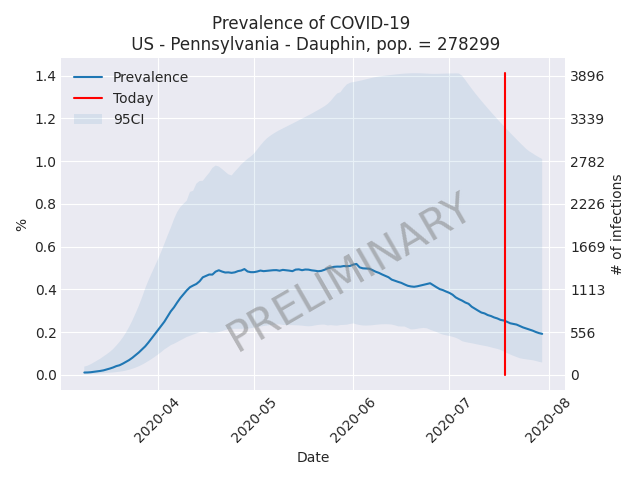 Prevalence of COVID-19
US - Pennsylvania - Dauphin, pop. = 278299
Prevalence
Today
95CI
PRELIMINARY
%
1.4
1.2
1.0
0.8
0.6
0.4
0.2
0.0
3896
3339
2782
2226
1669
1113
556
0
# of infections
2020-04
2020-05
2020-06
2020-07
2020-08
Date